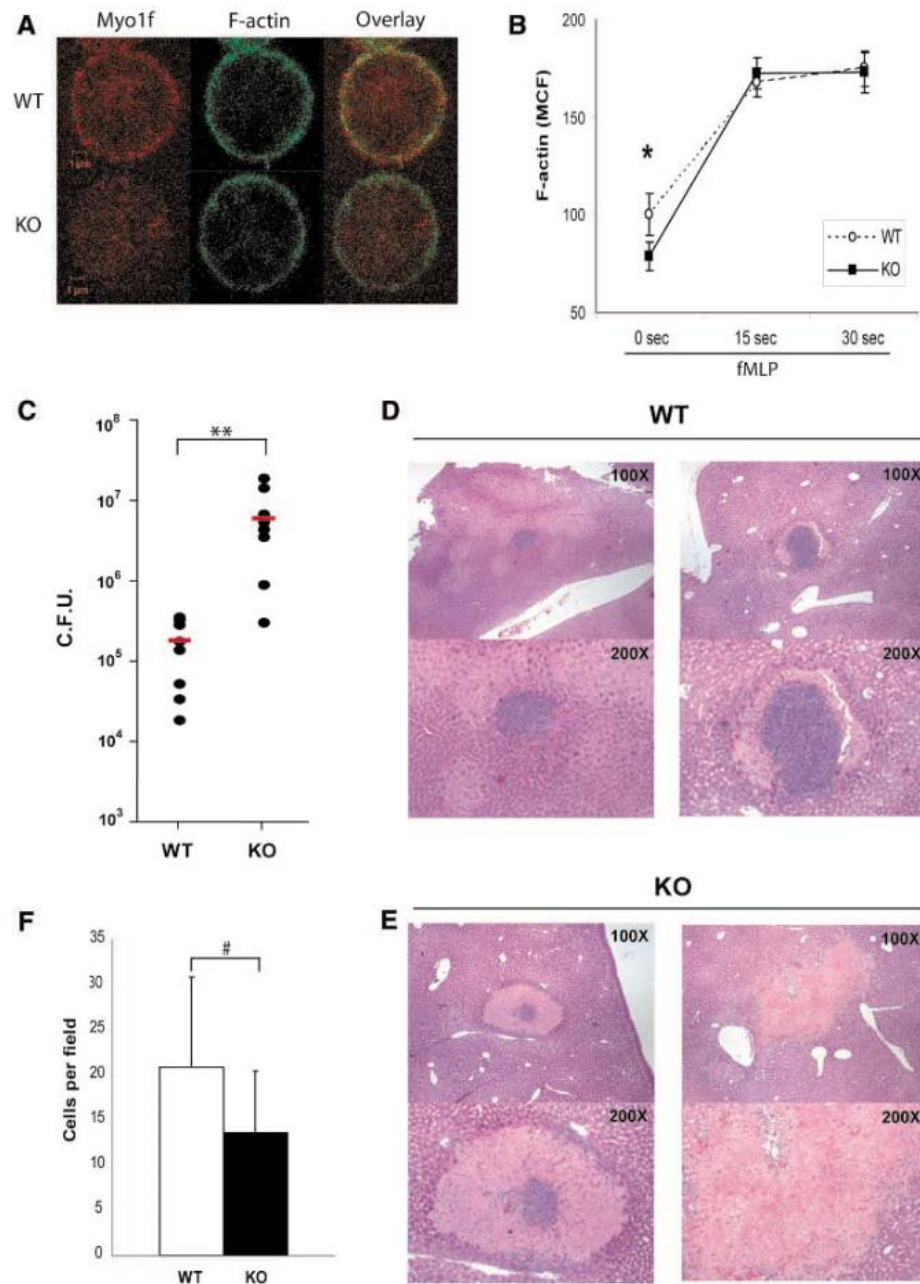 A
Myo1f
F-actin
Overlay
WT
KO
1 µm
1 µm
B
F-actin (MCF)
200
150
100
50
*
WT
KO
0 sec
15 sec
30 sec
fMLP
C
C.F.U.
10⁸
10⁷
10⁶
10⁵
10⁴
10³
**
WT
KO
D
WT
100X
100X
200X
200X
KO
E
100X
100X
200X
200X
F
Cells per field
35
30
25
20
15
10
5
0
#
WT
KO